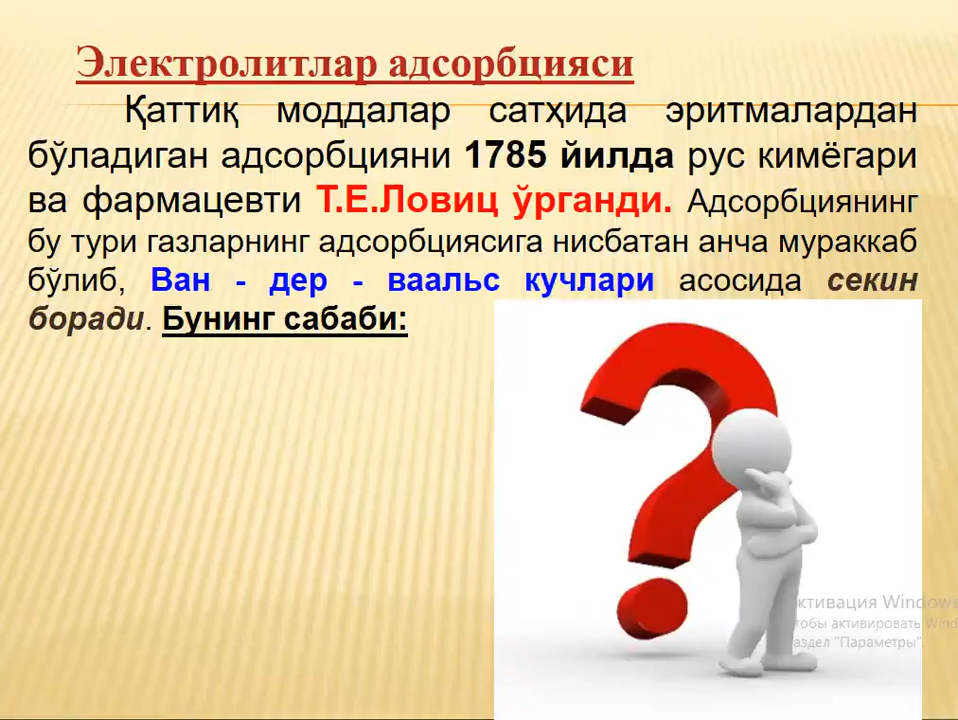 Электролитлар адсорбцияси
Қаттиқ моддалар сатҳида эритмалардан
бўладиган адсорбцияни 1785 йилда рус кимёгари
ва фармацевти Т.Е.Ловиц ўрганди. Адсорбциянинг
бу тури газларнинг адсорбциясига нисбатан анча мураккаб
бўлиб, Ван - дер - ваальс кучлари асосида секин
боради. Бунинг сабаби:
ктивация Windows
тобы активировать Wind
аздел "Параметры".